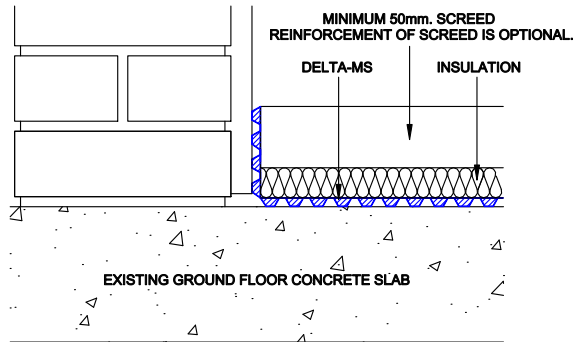 MINIMUM 50mm. SCREED
REINFORCEMENT OF SCREED IS OPTIONAL.
DELTA-MS
INSULATION
EXISTING GROUND FLOOR CONCRETE SLAB